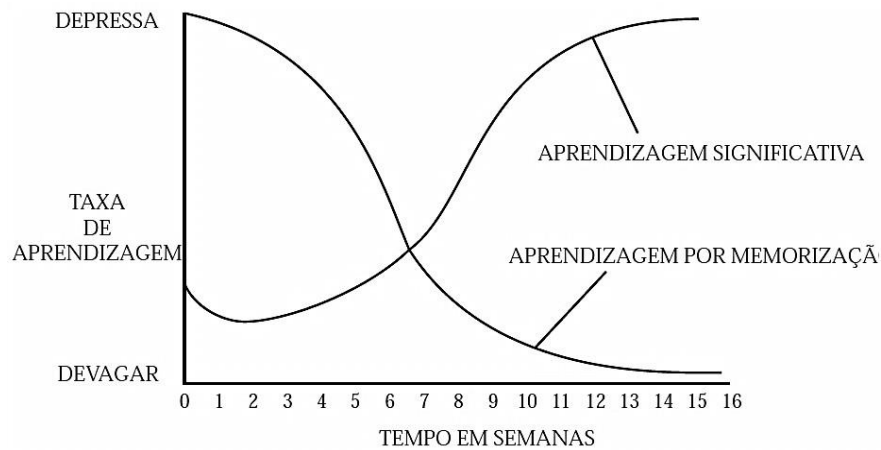 DEPRESSA
APRENDIZAGEM SIGNIFICATIVA
TAXA
DE
APRENDIZAGEM
APRENDIZAGEM POR MEMORIZAÇÃ
DEVAGAR
0 1 2 3 4 5 6 7 8 9 10 11 12 13 14 15 16
TEMPO EM SEMANAS